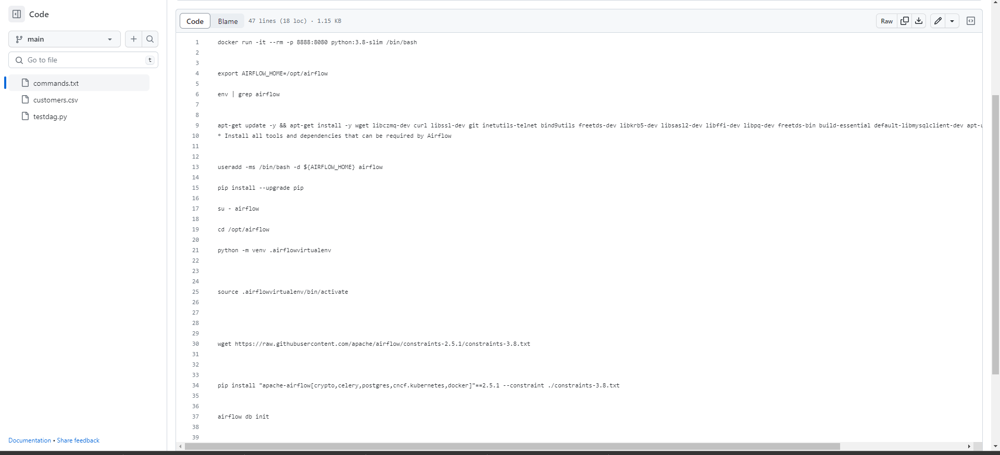 Code
main
Go to file
t
commands.txt
customers.csv
testdag.py
Documentation • Share feedback
Code
Blame
47 lines (18 loc) · 1.15 KB
Raw
1 docker run -it --rm -p 8888:8080 python:3.8-slim /bin/bash
2
3
4 export AIRFLOW_HOME=/opt/airflow
5
6 env | grep airflow
7
8
9 apt-get update -y && apt-get install -y wget libczmq-dev curl libssl-dev git inetutils-telnet bind9utils freetds-dev libkrb5-dev libsasl2-dev libffi-dev libpq-dev freetds-bin build-essential default-libmysqlclient-dev
10 * Install all tools and dependencies that can be required by Airflow
11
12
13 useradd -ms /bin/bash -d ${AIRFLOW_HOME} airflow
14
15 pip install --upgrade pip
16
17 su - airflow
18
19 cd /opt/airflow
20
21 python -m venv .airflowvirtualenv
22
23
24
25 source .airflowvirtualenv/bin/activate
26
27
28
29
30 wget https://raw.githubusercontent.com/apache/airflow/constraints-2.5.1/constraints-3.8.txt
31
32
33
34 pip install "apache-airflow[crypto,celery,postgres,cncf.kubernetes,docker]"==2.5.1 --constraint ./constraints-3.8.txt
35
36
37 airflow db init
38
39